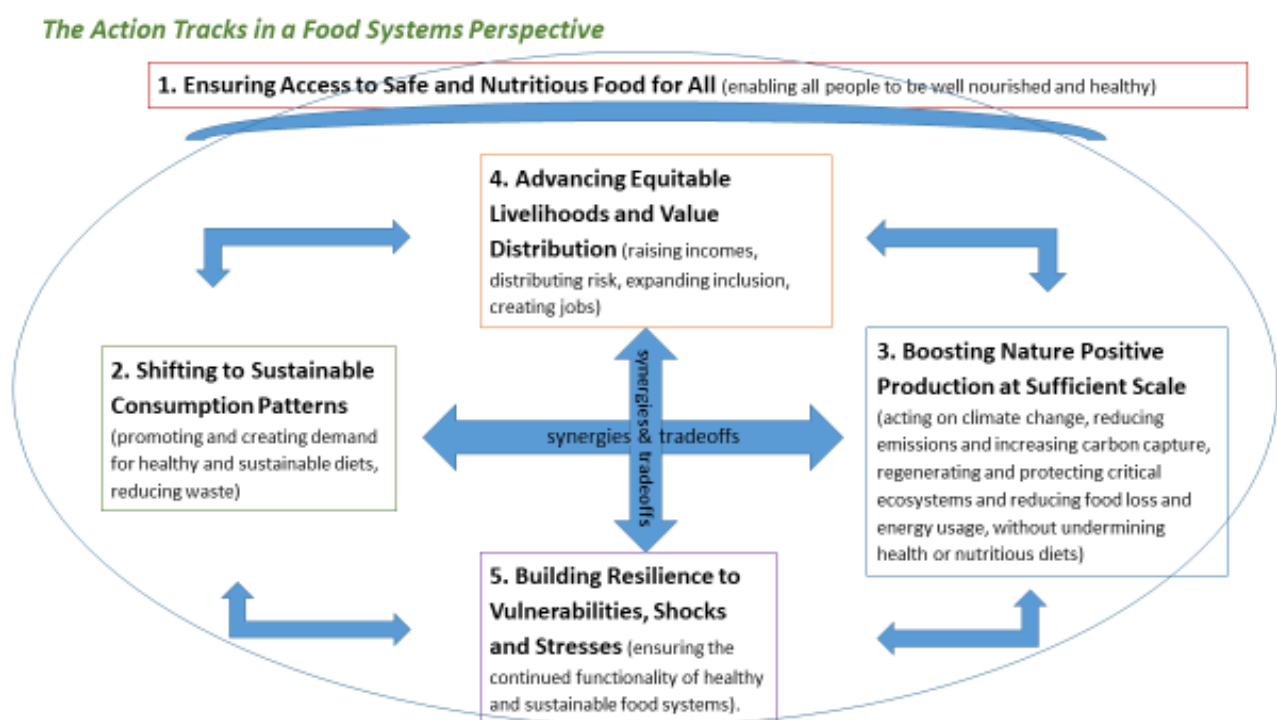 The Action Tracks in a Food Systems Perspective
1. Ensuring Access to Safe and Nutritious Food for All (enabling all people to be well nourished and healthy)
4. Advancing Equitable
Livelihoods and Value
Distribution (raising incomes,
distributing risk, expanding inclusion,
creating jobs)
2. Shifting to Sustainable
Consumption Patterns
(promoting and creating demand
for healthy and sustainable diets,
reducing waste)
synergies & tradeoffs
synergies & tradeoffs
3. Boosting Nature Positive
Production at Sufficient Scale
(acting on climate change, reducing
emissions and increasing carbon capture,
regenerating and protecting critical
ecosystems and reducing food loss and
energy usage, without undermining
health or nutritious diets)
5. Building Resilience to
Vulnerabilities, Shocks
and Stresses (ensuring the
continued functionality of healthy
and sustainable food systems).